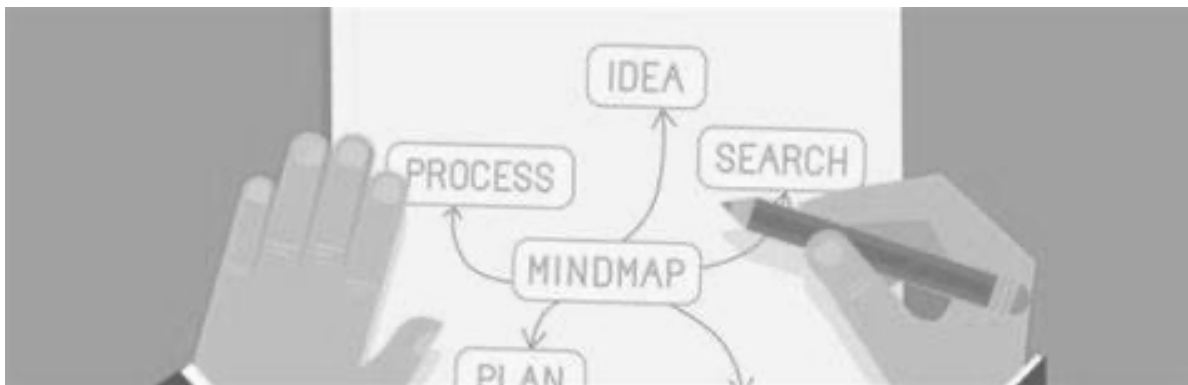 IDEA
SEARCH
PROCESS
MINDMAP
PLAN